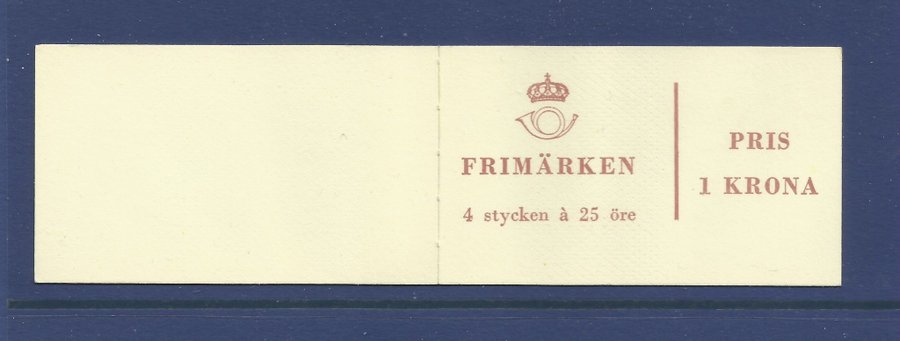 FRIMÄRKEN
4 stycken à 25 öre
PRIS
1 KRONA